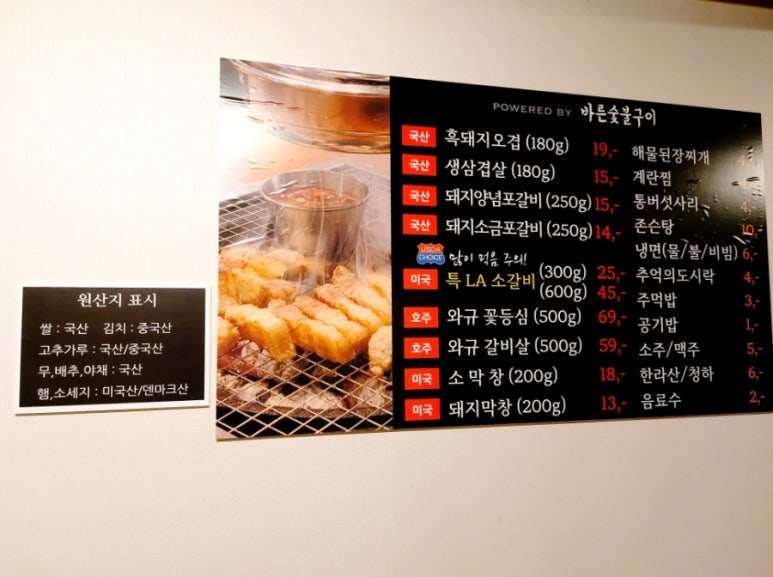 POWERED BY 바른숯불구이
국산 흑돼지오겹 (180g) 19,-
국산 생삼겹살 (180g) 15,-
국산 돼지양념포갈비 (250g) 15,-
국산 돼지소금포갈비 (250g) 14,-
USDA CHOICE 많이 먹음 주의!
미국 특 LA 소갈비 (300g) 25,-
(600g) 45,-
호주 와규 꽃등심 (500g) 69,-
호주 와규 갈비살 (500g) 59,-
미국 소 막창 (200g) 18,-
미국 돼지막창 (200g) 13,-
해물된장찌개
계란찜
통버섯사리
존슨탕 10,-
냉면(물/불/비빔) 6,-
추억의도시락 4,-
주먹밥 3,-
공기밥 1,-
소주/맥주 5,-
한라산/청하 6,-
음료수 2,-
원산지 표시
쌀 : 국산 김치 : 중국산
고추가루 : 국산/중국산
무,배추,야채 : 국산
햄,소세지 : 미국산/덴마크산